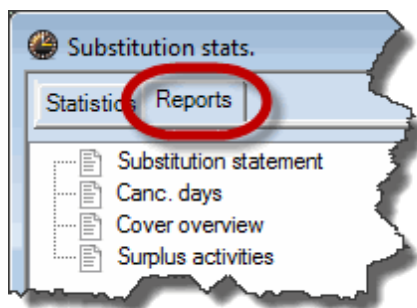 Substitution stats.
Statistics Reports
Substitution statement
Canc. days
Cover overview
Surplus activities